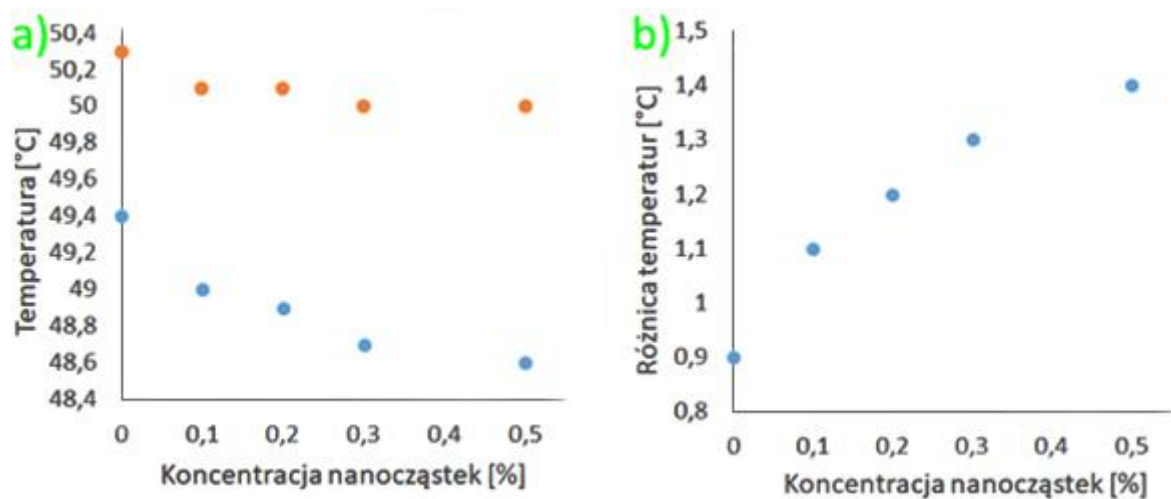 a)
Temperatura [°C]
50,4
50,2
50
49,8
49,6
49,4
49,2
49
48,8
48,6
48,4
0 0,1 0,2 0,3 0,4 0,5
Koncentracja nanocząstek [%]
b)
Różnica temperatur [°C]
1,5
1,4
1,3
1,2
1,1
1
0,9
0,8
0 0,1 0,2 0,3 0,4 0,5
Koncentracja nanocząstek [%]